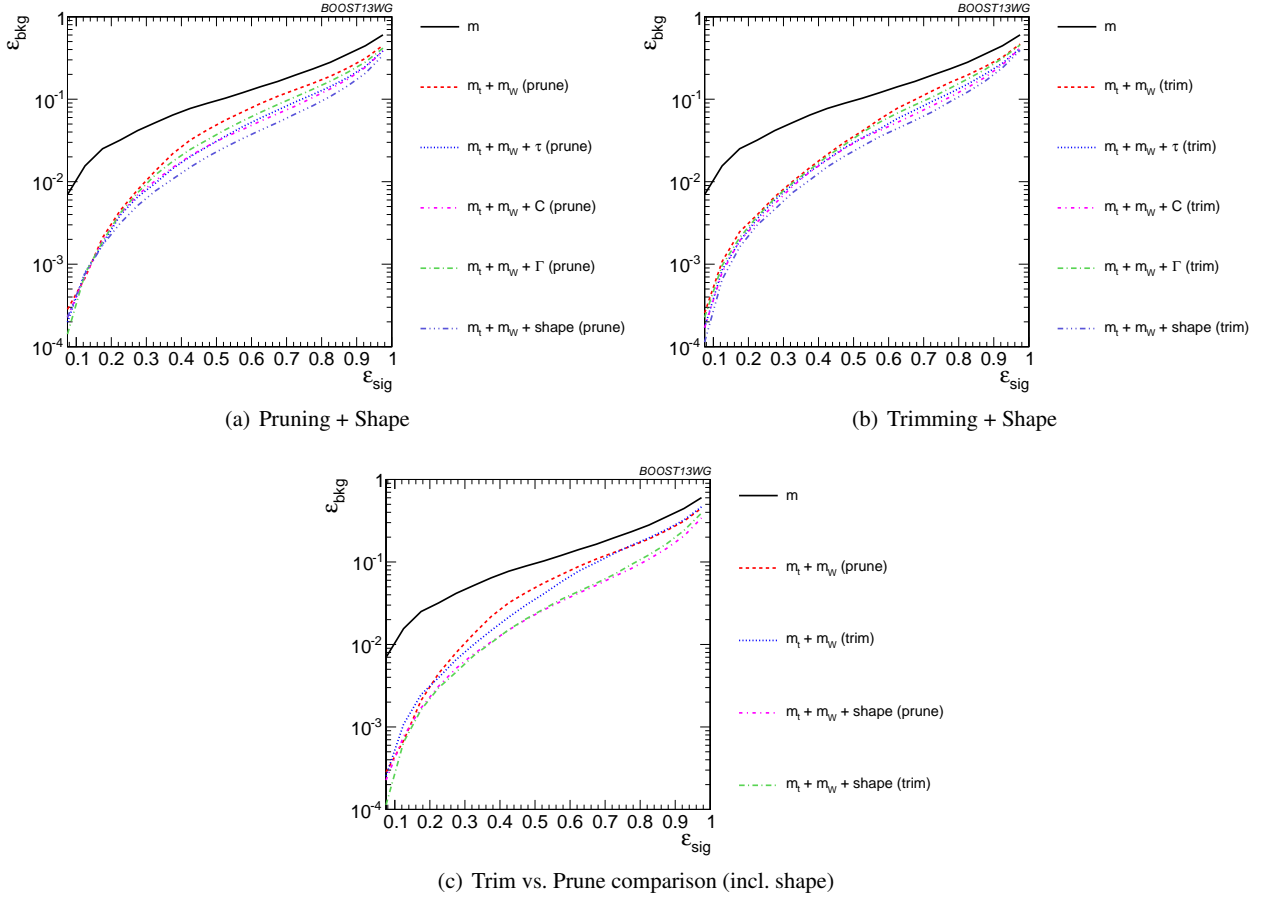 BOOST13WG
ε_bkg
1
10^-1
10^-2
10^-3
10^-4
0.1 0.2 0.3 0.4 0.5 0.6 0.7 0.8 0.9 1
ε_sig
m
m_t + m_W (prune)
m_t + m_W + τ (prune)
m_t + m_W + C (prune)
m_t + m_W + Γ (prune)
m_t + m_W + shape (prune)
(a) Pruning + Shape
BOOST13WG
ε_bkg
1
10^-1
10^-2
10^-3
10^-4
0.1 0.2 0.3 0.4 0.5 0.6 0.7 0.8 0.9 1
ε_sig
m
m_t + m_W (trim)
m_t + m_W + τ (trim)
m_t + m_W + C (trim)
m_t + m_W + Γ (trim)
m_t + m_W + shape (trim)
(b) Trimming + Shape
BOOST13WG
ε_bkg
1
10^-1
10^-2
10^-3
10^-4
0.1 0.2 0.3 0.4 0.5 0.6 0.7 0.8 0.9 1
ε_sig
m
m_t + m_W (prune)
m_t + m_W (trim)
m_t + m_W + shape (prune)
m_t + m_W + shape (trim)
(c) Trim vs. Prune comparison (incl. shape)